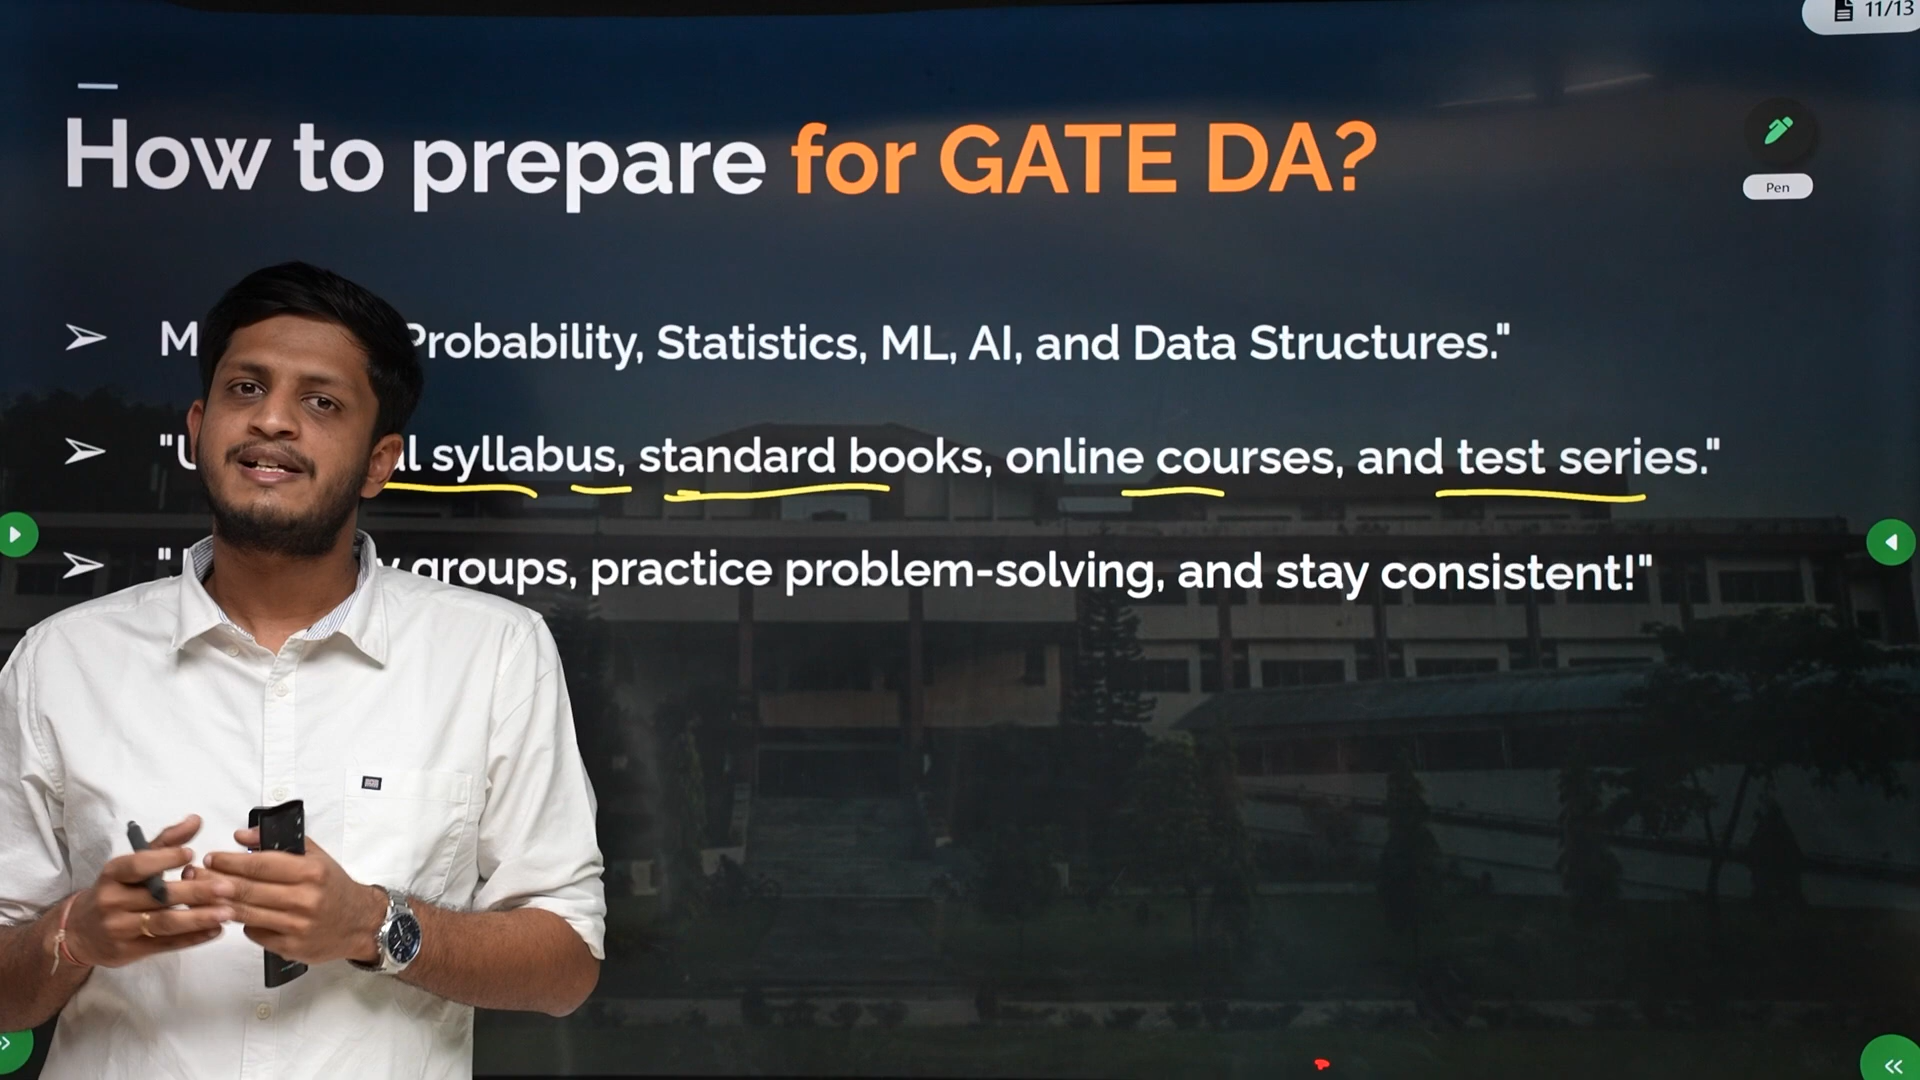 11/13
How to prepare for GATE DA?
Pen
Probability, Statistics, ML, AI, and Data Structures."
syllabus, standard books, online courses, and test series."
groups, practice problem-solving, and stay consistent!"